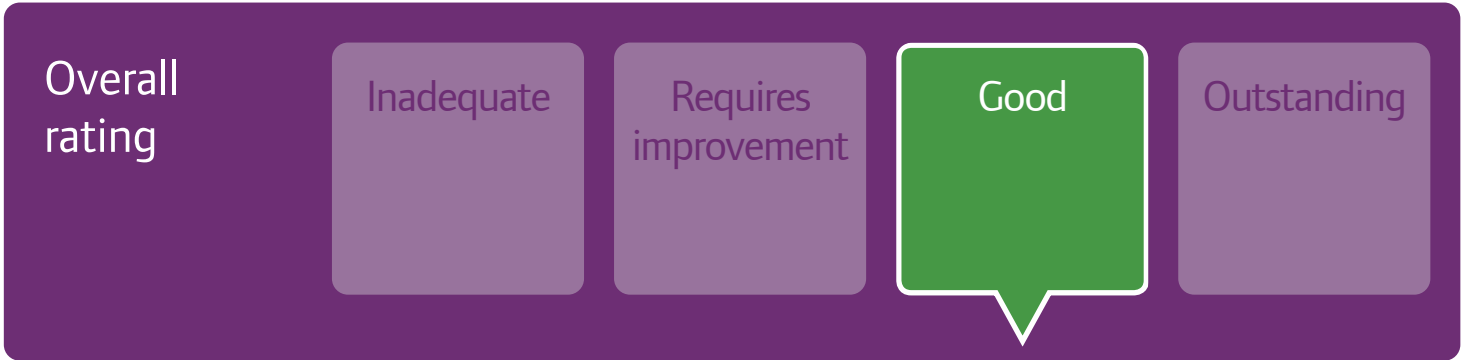 Overall
rating
Inadequate
Requires
improvement
Good
Outstanding